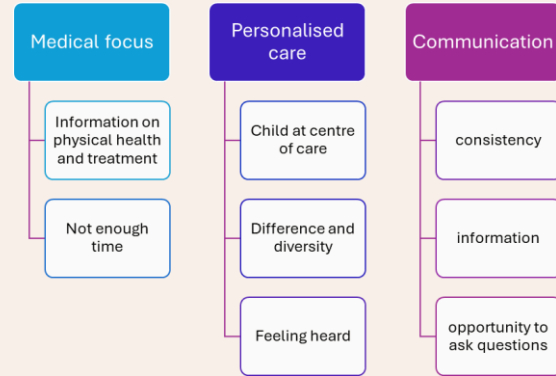 Medical focus
Information on
physical health
and treatment
Not enough
time
Personalised
care
Child at centre
of care
Difference and
diversity
Feeling heard
Communication
consistency
information
opportunity to
ask questions